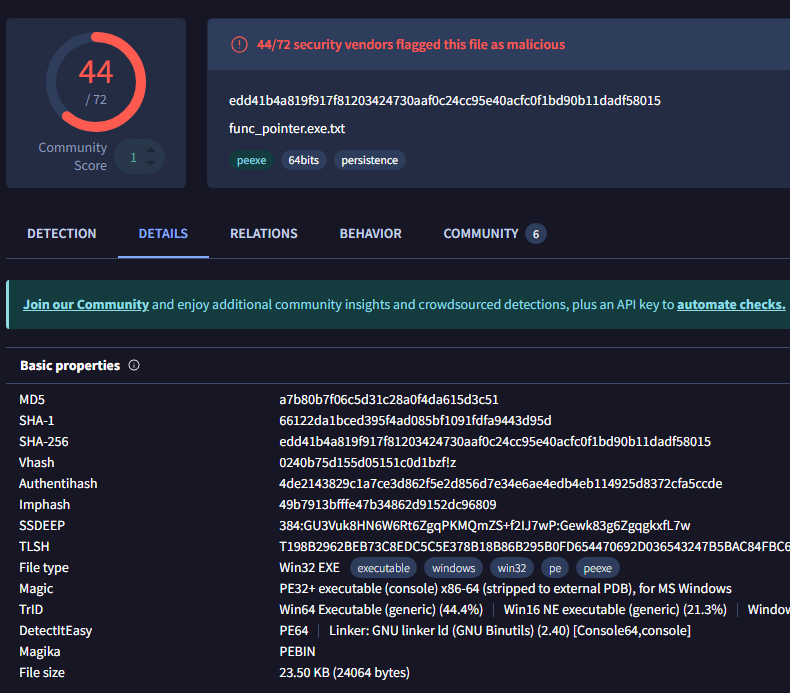 44
/ 72
Community
Score
1
44/72 security vendors flagged this file as malicious
edd41b4a819f917f81203424730aaf0c24cc95e40acfc0f1bd90b11dadf58015
func_pointer.exe.txt
peexe 64bits persistence
DETECTION DETAILS RELATIONS BEHAVIOR COMMUNITY 6
Join our Community and enjoy additional community insights and crowdsourced detections, plus an API key to automate checks.
Basic properties
MD5 a7b80b7f06c5d31c28a0f4da615d3c51
SHA-1 66122da1bced395f4ad085bf1091fdfa9443d95d
SHA-256 edd41b4a819f917f81203424730aaf0c24cc95e40acfc0f1bd90b11dadf58015
Vhash 0240b75d155d05151c0d1bzf!z
Authentihash 4de2143829c1a7ce3d862f5e2d856d7e34e6ae4edb4eb114925d8372cfa5ccde
Imphash 49b7913bfffe47b34862d9152dc96809
SSDEEP 384:GU3Vuk8HN6W6Rt6ZgqPKMQmZS+f2IJ7wP:Gewk83g6ZgqgkxfL7w
TLSH T198B2962BEB73C8EDC5C5E378B18B86B295B0FD654470692D036543247B5BAC84FBC6
File type Win32 EXE executable windows win32 pe peexe
Magic PE32+ executable (console) x86-64 (stripped to external PDB), for MS Windows
TrID Win64 Executable (generic) (44.4%) | Win16 NE executable (generic) (21.3%) | Window
DetectItEasy PE64 | Linker: GNU linker ld (GNU Binutils) (2.40) [Console64,console]
Magika PEBIN
File size 23.50 KB (24064 bytes)